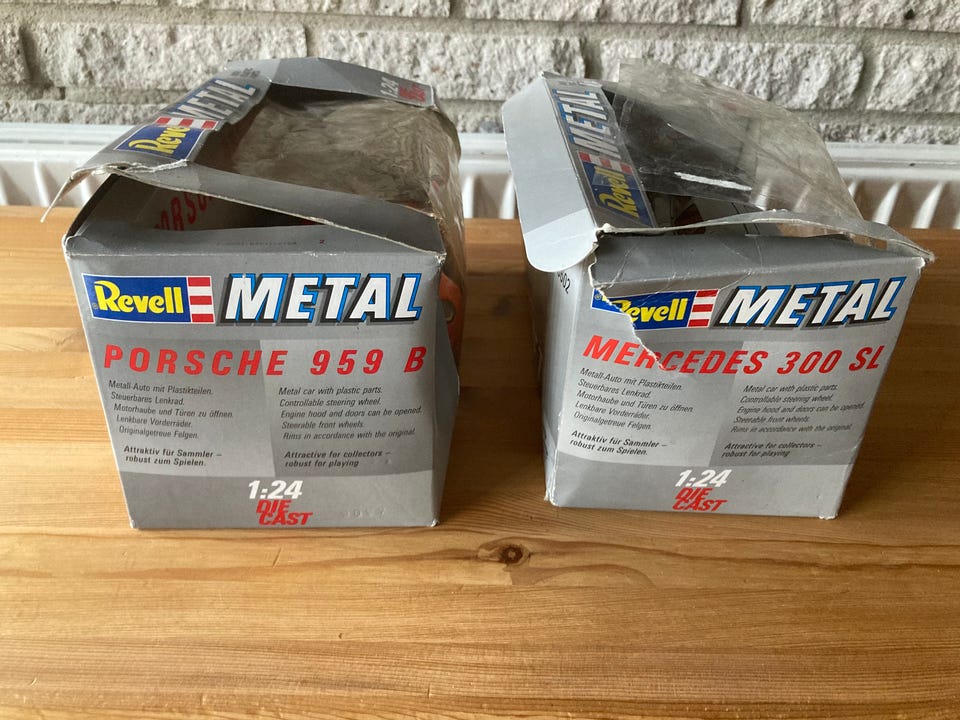 Revell METAL
1:24
DIE CAST
PORSCHE
2
Revell METAL
PORSCHE 959 B
Metall-Auto mit Plastikteilen.
Steuerbares Lenkrad.
Motorhaube und Türen zu öffnen.
Lenkbare Vorderräder.
Originalgetreue Felgen.
Attraktiv für Sammler –
robust zum Spielen.
Metal car with plastic parts.
Controllable steering wheel.
Engine hood and doors can be opened.
Steerable front wheels.
Rims in accordance with the original.
Attractive for collectors –
robust for playing
1:24
DIE
CAST
Revell METAL
Revell METAL
MERCEDES 300 SL
Metall-Auto mit Plastikteilen.
Steuerbares Lenkrad.
Motorhaube und Türen zu öffnen.
Lenkbare Vorderräder.
Originalgetreue Felgen.
Attraktiv für Sammler –
robust zum Spielen.
Metal car with plastic parts.
Controllable steering wheel.
Engine hood and doors can be opened.
Steerable front wheels.
Rims in accordance with the original.
Attractive for collectors –
robust for playing
1:24
DIE
CAST